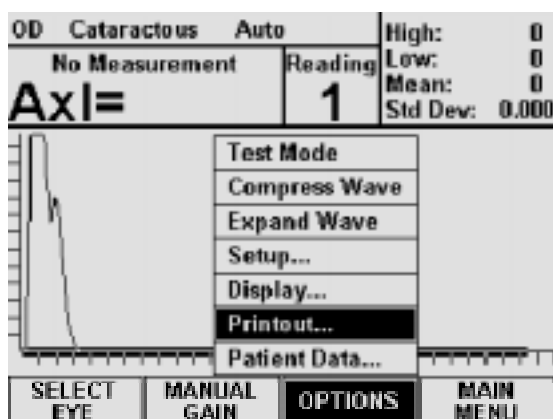 OD Cataractous Auto
No Measurement
Axl=
Reading
1
High: 0
Low: 0
Mean: 0
Std Dev: 0.000
Test Mode
Compress Wave
Expand Wave
Setup...
Display...
Printout...
Patient Data...
SELECT
EYE
MANUAL
GAIN
OPTIONS
MAIN
MENU